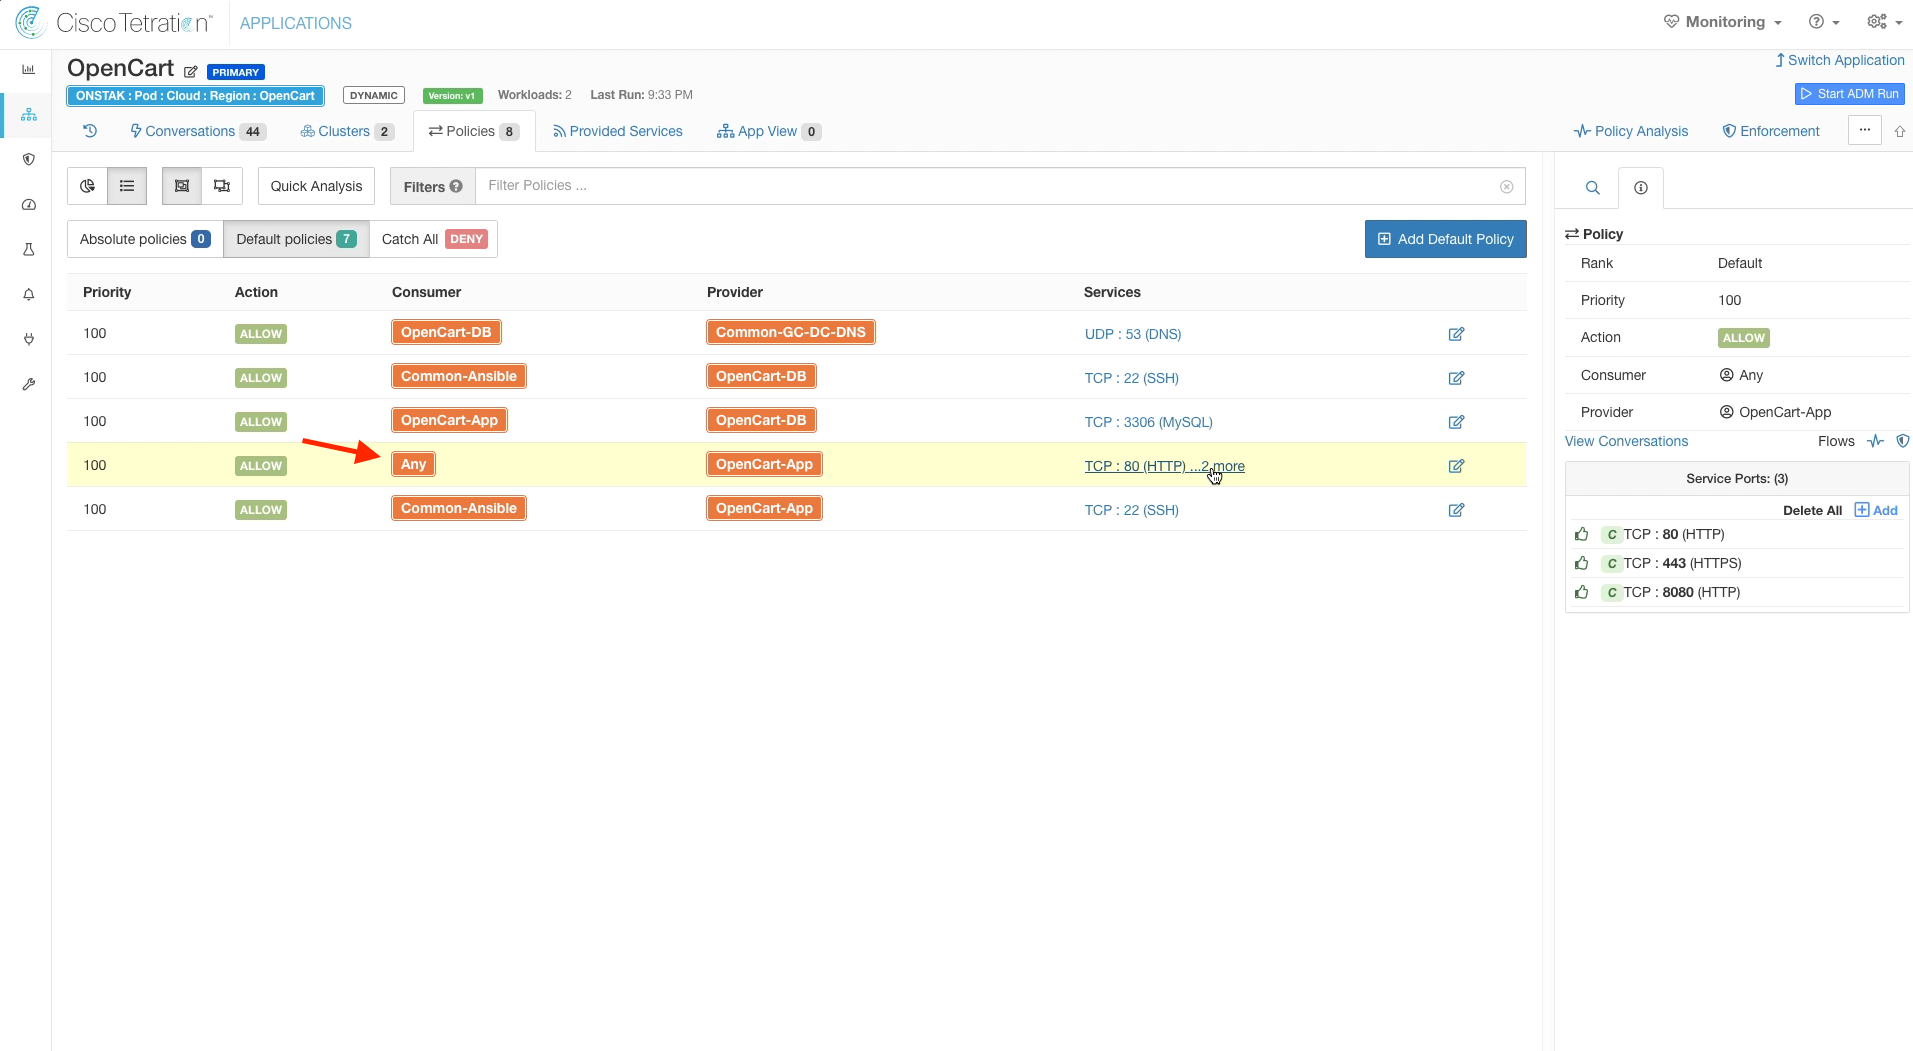 Cisco Tetration™ APPLICATIONS Monitoring
OpenCart PRIMARY Switch Application
ONSTAK : Pod : Cloud : Region : OpenCart DYNAMIC Version: v1 Workloads: 2 Last Run: 9:33 PM Start ADM Run
Conversations 44 Clusters 2 Policies 8 Provided Services App View 0 Policy Analysis Enforcement ...
Quick Analysis Filters ? Filter Policies ...
Absolute policies 0 Default policies 7 Catch All DENY Add Default Policy
Priority Action Consumer Provider Services
100 ALLOW OpenCart-DB Common-GC-DC-DNS UDP : 53 (DNS)
100 ALLOW Common-Ansible OpenCart-DB TCP : 22 (SSH)
100 ALLOW OpenCart-App OpenCart-DB TCP : 3306 (MySQL)
100 ALLOW Any OpenCart-App TCP : 80 (HTTP) ...2 more
100 ALLOW Common-Ansible OpenCart-App TCP : 22 (SSH)
Policy
Rank Default
Priority 100
Action ALLOW
Consumer Any
Provider OpenCart-App
View Conversations Flows
Service Ports: (3)
Delete All Add
C TCP : 80 (HTTP)
C TCP : 443 (HTTPS)
C TCP : 8080 (HTTP)